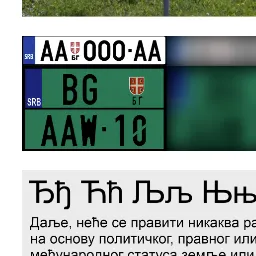 SRB AA БГ 000-AA
SRB BG БГ
AAW·10
Ђђ Ћћ Љљ Њњ
Даље, неће се правити никаква ра
на основу политичког, правног или
међународног статуса земље или